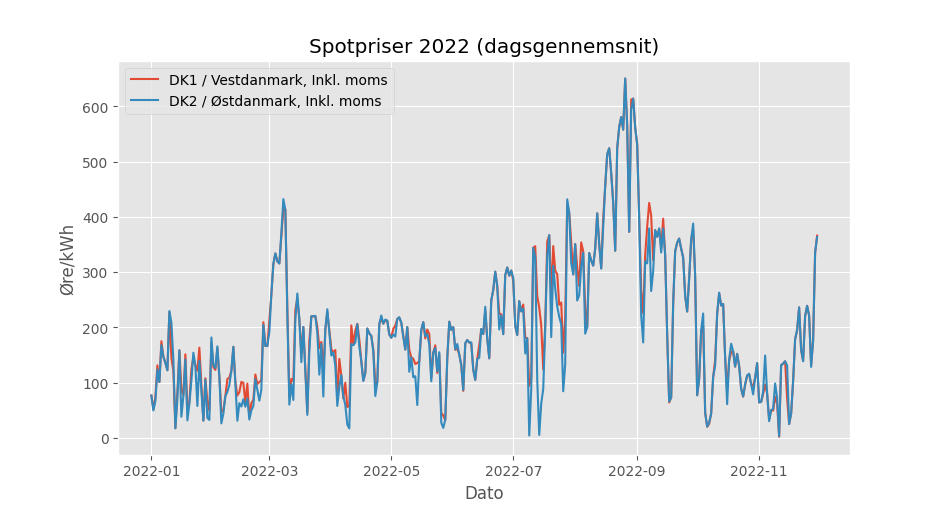 Spotpriser 2022 (dagsgennemsnit)
DK1 / Vestdanmark, Inkl. moms
DK2 / Østdanmark, Inkl. moms
Øre/kWh
600
500
400
300
200
100
0
2022-01 2022-03 2022-05 2022-07 2022-09 2022-11
Dato